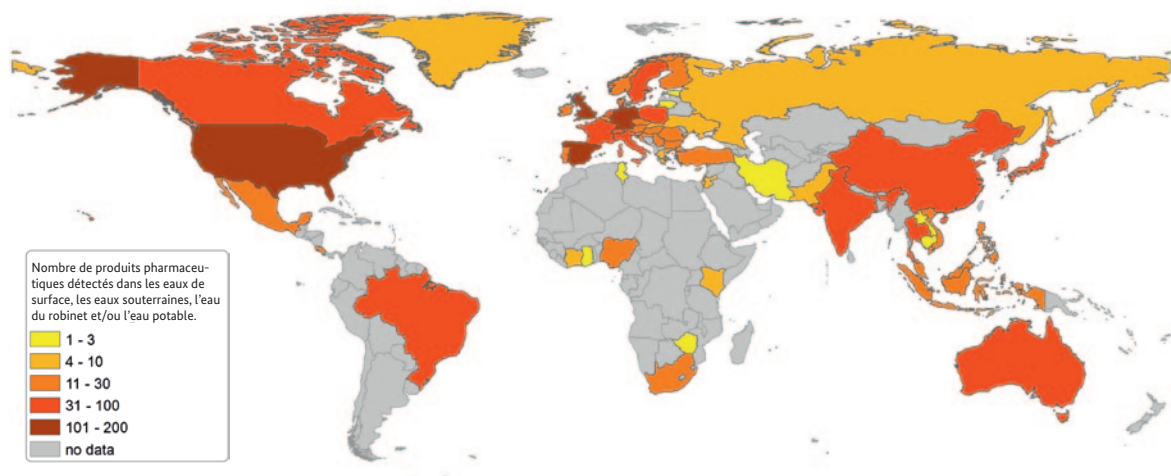 Nombre de produits pharmaceu-
tiques détectés dans les eaux de
surface, les eaux souterraines, l'eau
du robinet et/ou l'eau potable.
1 - 3
4 - 10
11 - 30
31 - 100
101 - 200
no data